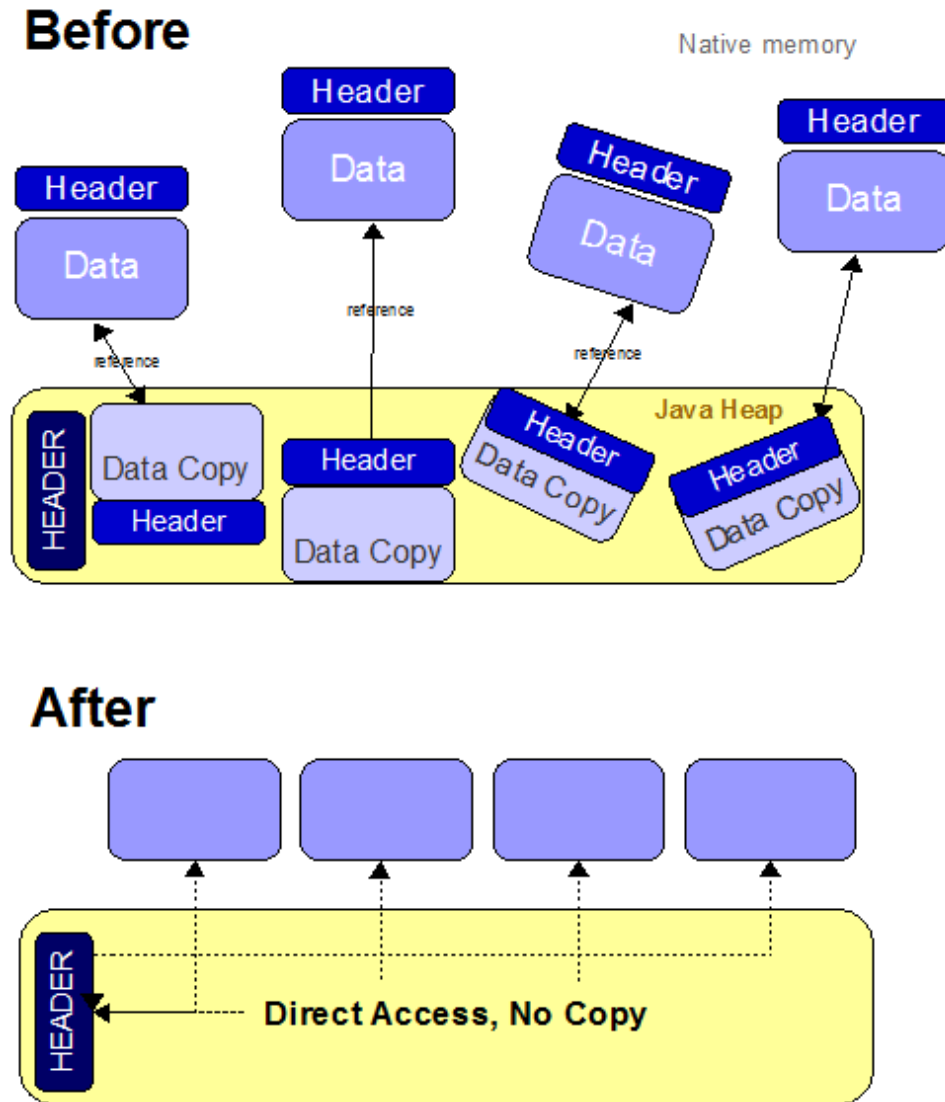 Before
Native memory
Header
Header
Header
Header
Data
Data
Data
Data
reference
reference
reference
Java Heap
HEADER
Data Copy
Header
Header
Data Copy
Header
Data Copy
Header
Data Copy
After
HEADER
Direct Access, No Copy